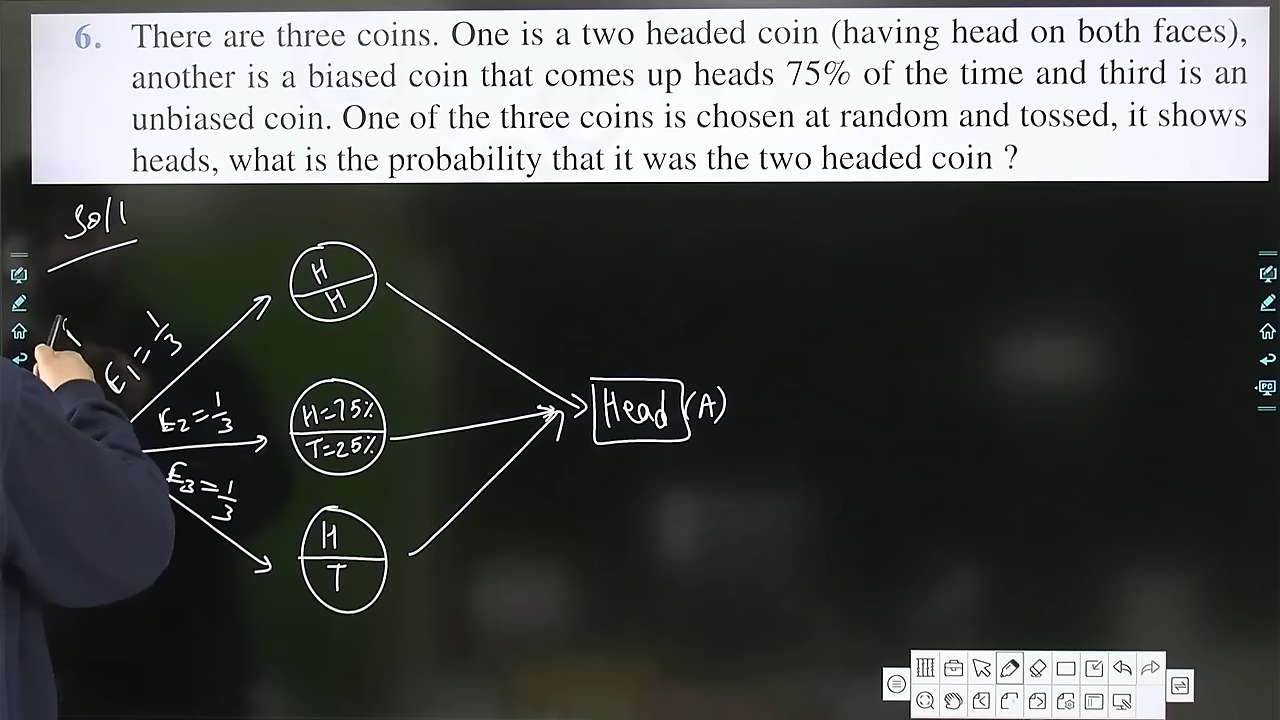 6. There are three coins. One is a two headed coin (having head on both faces),
another is a biased coin that comes up heads 75% of the time and third is an
unbiased coin. One of the three coins is chosen at random and tossed, it shows
heads, what is the probability that it was the two headed coin ?
Sol
H
H
E1 = 1/3
E2 = 1/3
H=75%
T=25%
Head (A)
E3 = 1/3
H
T
PC